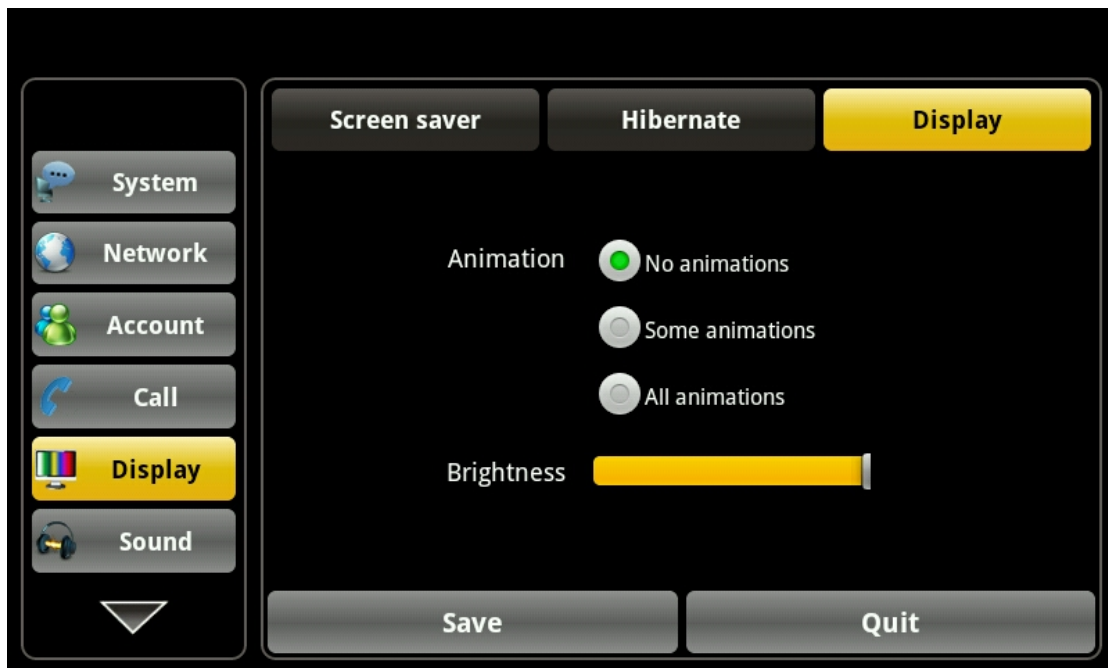 System
Network
Account
Call
Display
Sound
Screen saver
Hibernate
Display
Animation
No animations
Some animations
All animations
Brightness
Save
Quit